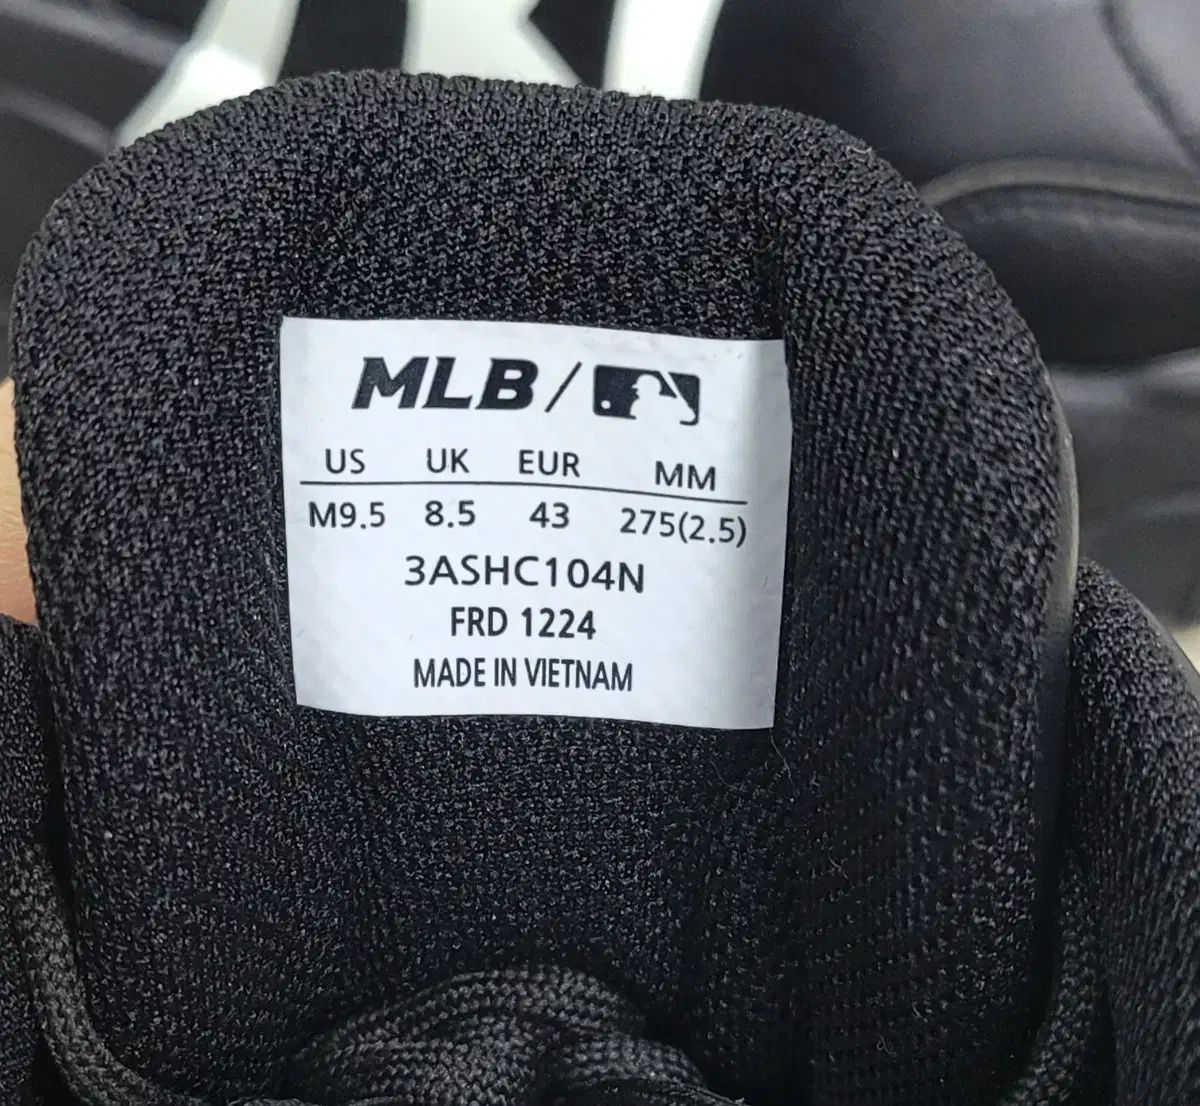 MLB/
US UK EUR MM
M9.5 8.5 43 275(2.5)
3ASHC104N
FRD 1224
MADE IN VIETNAM